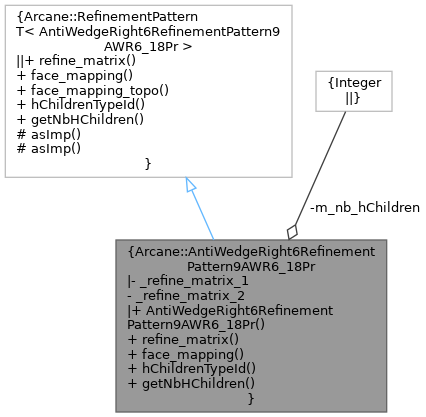 {Arcane::RefinementPattern
T< AntiWedgeRight6RefinementPattern9
AWR6_18Pr >
||+ refine_matrix()
+ face_mapping()
+ face_mapping_topo()
+ hChildrenTypeId()
+ getNbHChildren()
# asImp()
# asImp()
}
{Integer
||}
-m_nb_hChildren
{Arcane::AntiWedgeRight6Refinement
Pattern9AWR6_18Pr
|- _refine_matrix_1
- _refine_matrix_2
|+ AntiWedgeRight6Refinement
Pattern9AWR6_18Pr()
+ refine_matrix()
+ face_mapping()
+ hChildrenTypeId()
+ getNbHChildren()
}